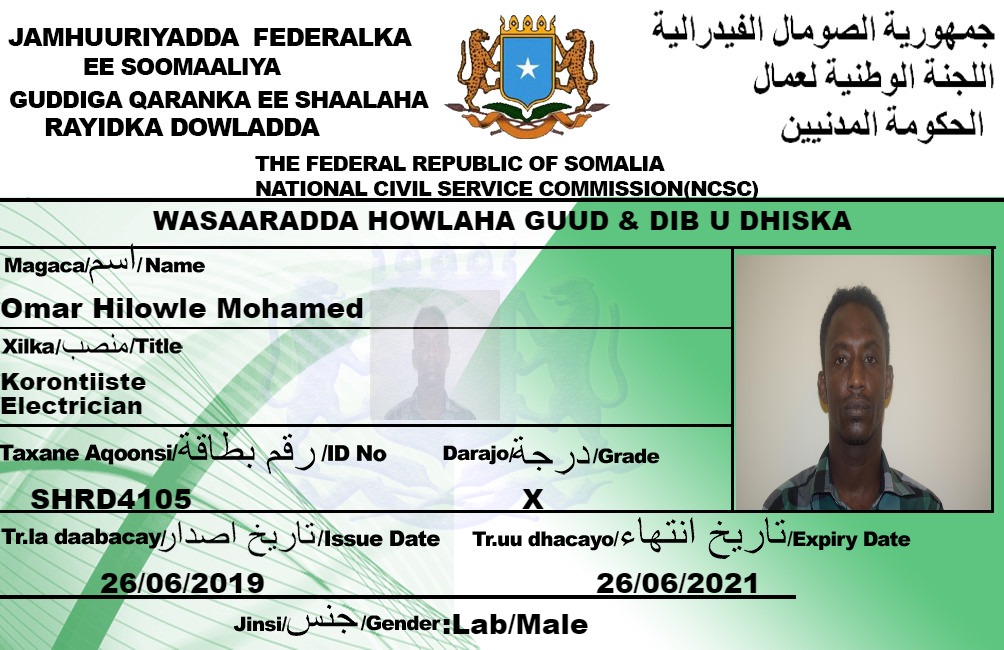 JAMHUURIYADDA FEDERALKA
EE SOOMAALIYA
GUDDIGA QARANKA EE SHAALAHA
RAYIDKA DOWLADDA
جمهورية الصومال الفيدرالية
اللجنة الوطنية لعمال
الحكومة المدنيين
THE FEDERAL REPUBLIC OF SOMALIA
NATIONAL CIVIL SERVICE COMMISSION(NCSC)
WASAARADDA HOWLAHA GUUD & DIB U DHISKA
Magaca/اسم/Name
Omar Hilowle Mohamed
Xilka/منصب/Title
Korontiiste
Electrician
Taxane Aqoonsi/رقم بطاقة/ID No Darajo/درجة/Grade
SHRD4105 X
Tr.la daabacay/تاريخ اصدار/Issue Date Tr.uu dhacayo/تاريخ انتهاء/Expiry Date
26/06/2019 26/06/2021
Jinsi/جنس/Gender:Lab/Male